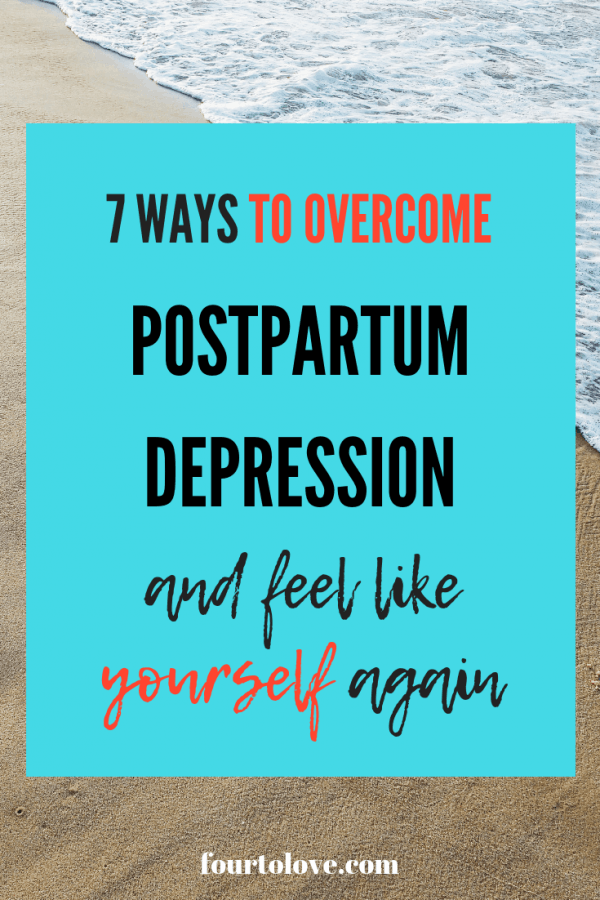 7 WAYS TO OVERCOME
POSTPARTUM
DEPRESSION
and feel like
yourself again
fourtolove.com